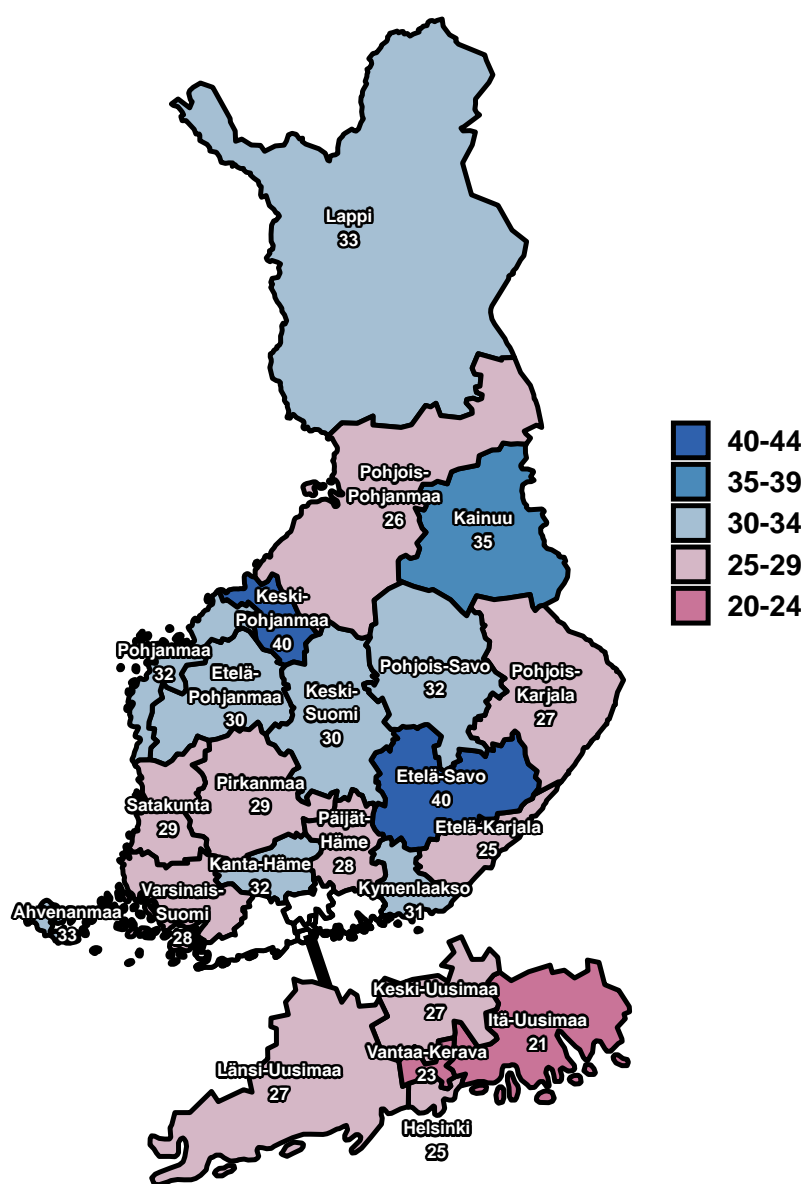 Lappi
33
40-44
35-39
30-34
25-29
20-24
Pohjois-
Pohjanmaa
26
Kainuu
35
Keski-
Pohjanmaa
40
Pohjanmaa
32
Etelä-
Pohjanmaa
30
Keski-
Suomi
30
Pohjois-Savo
32
Pohjois-
Karjala
27
Etelä-Savo
40
Pirkanmaa
29
Satakunta
29
Päijät-
Häme
28
Etelä-Karjala
25
Kanta-Häme
32
Kymenlaakso
31
Varsinais-
Suomi
28
Ahvenanmaa
33
Keski-Uusimaa
27
Itä-Uusimaa
21
Vantaa-Kerava
23
Länsi-Uusimaa
27
Helsinki
25